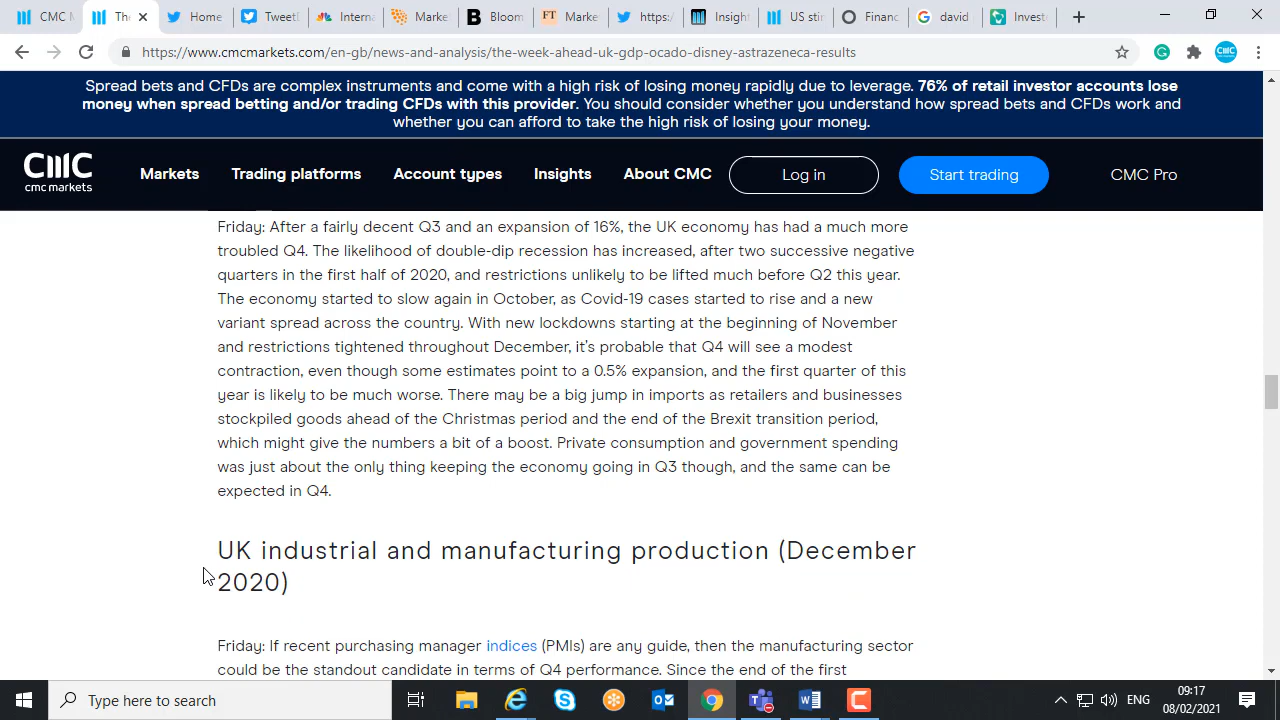 CMC M
The
Home
TweetD
Interna
Marke
Bloom
Marke
https:/
Insight
US stim
Financ
david
Invest
https://www.cmcmarkets.com/en-gb/news-and-analysis/the-week-ahead-uk-gdp-ocado-disney-astrazeneca-results
Spread bets and CFDs are complex instruments and come with a high risk of losing money rapidly due to leverage. 76% of retail investor accounts lose
money when spread betting and/or trading CFDs with this provider. You should consider whether you understand how spread bets and CFDs work and
whether you can afford to take the high risk of losing your money.
CMC
cmc markets
Markets
Trading platforms
Account types
Insights
About CMC
Log in
Start trading
CMC Pro
Friday: After a fairly decent Q3 and an expansion of 16%, the UK economy has had a much more
troubled Q4. The likelihood of double-dip recession has increased, after two successive negative
quarters in the first half of 2020, and restrictions unlikely to be lifted much before Q2 this year.
The economy started to slow again in October, as Covid-19 cases started to rise and a new
variant spread across the country. With new lockdowns starting at the beginning of November
and restrictions tightened throughout December, it's probable that Q4 will see a modest
contraction, even though some estimates point to a 0.5% expansion, and the first quarter of this
year is likely to be much worse. There may be a big jump in imports as retailers and businesses
stockpiled goods ahead of the Christmas period and the end of the Brexit transition period,
which might give the numbers a bit of a boost. Private consumption and government spending
was just about the only thing keeping the economy going in Q3 though, and the same can be
expected in Q4.
UK industrial and manufacturing production (December
2020)
Friday: If recent purchasing manager indices (PMIs) are any guide, then the manufacturing sector
could be the standout candidate in terms of Q4 performance. Since the end of the first
Type here to search
ENG
09:17
08/02/2021